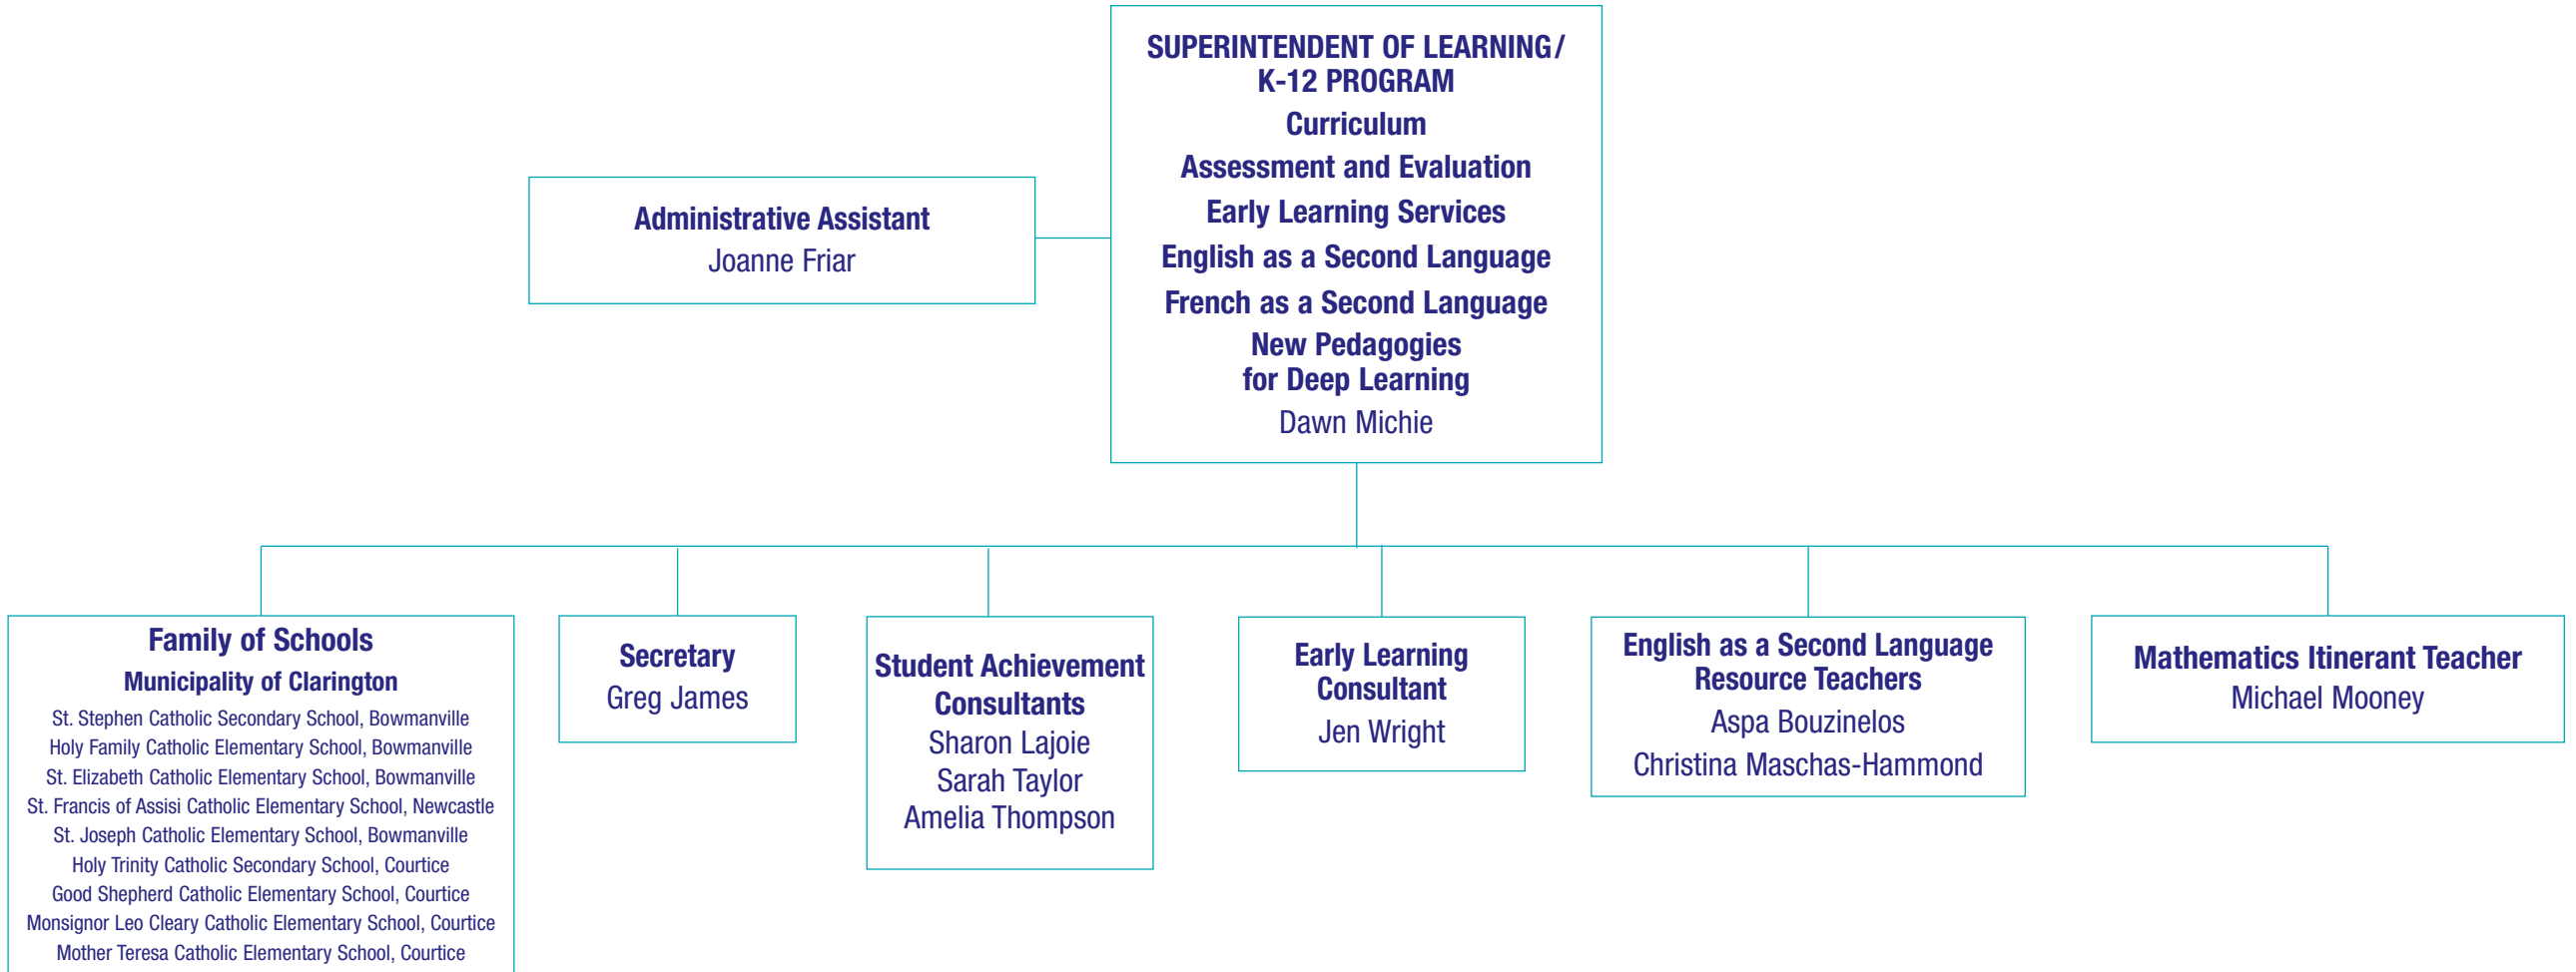 SUPERINTENDENT OF LEARNING/
K-12 PROGRAM
Curriculum
Assessment and Evaluation
Early Learning Services
English as a Second Language
French as a Second Language
New Pedagogies
for Deep Learning
Dawn Michie
Administrative Assistant
Joanne Friar
Family of Schools
Municipality of Clarington
St. Stephen Catholic Secondary School, Bowmanville
Holy Family Catholic Elementary School, Bowmanville
St. Elizabeth Catholic Elementary School, Bowmanville
St. Francis of Assisi Catholic Elementary School, Newcastle
St. Joseph Catholic Elementary School, Bowmanville
Holy Trinity Catholic Secondary School, Courtice
Good Shepherd Catholic Elementary School, Courtice
Monsignor Leo Cleary Catholic Elementary School, Courtice
Mother Teresa Catholic Elementary School, Courtice
Secretary
Greg James
Student Achievement
Consultants
Sharon Lajoie
Sarah Taylor
Amelia Thompson
Early Learning
Consultant
Jen Wright
English as a Second Language
Resource Teachers
Aspa Bouzinelos
Christina Maschas-Hammond
Mathematics Itinerant Teacher
Michael Mooney